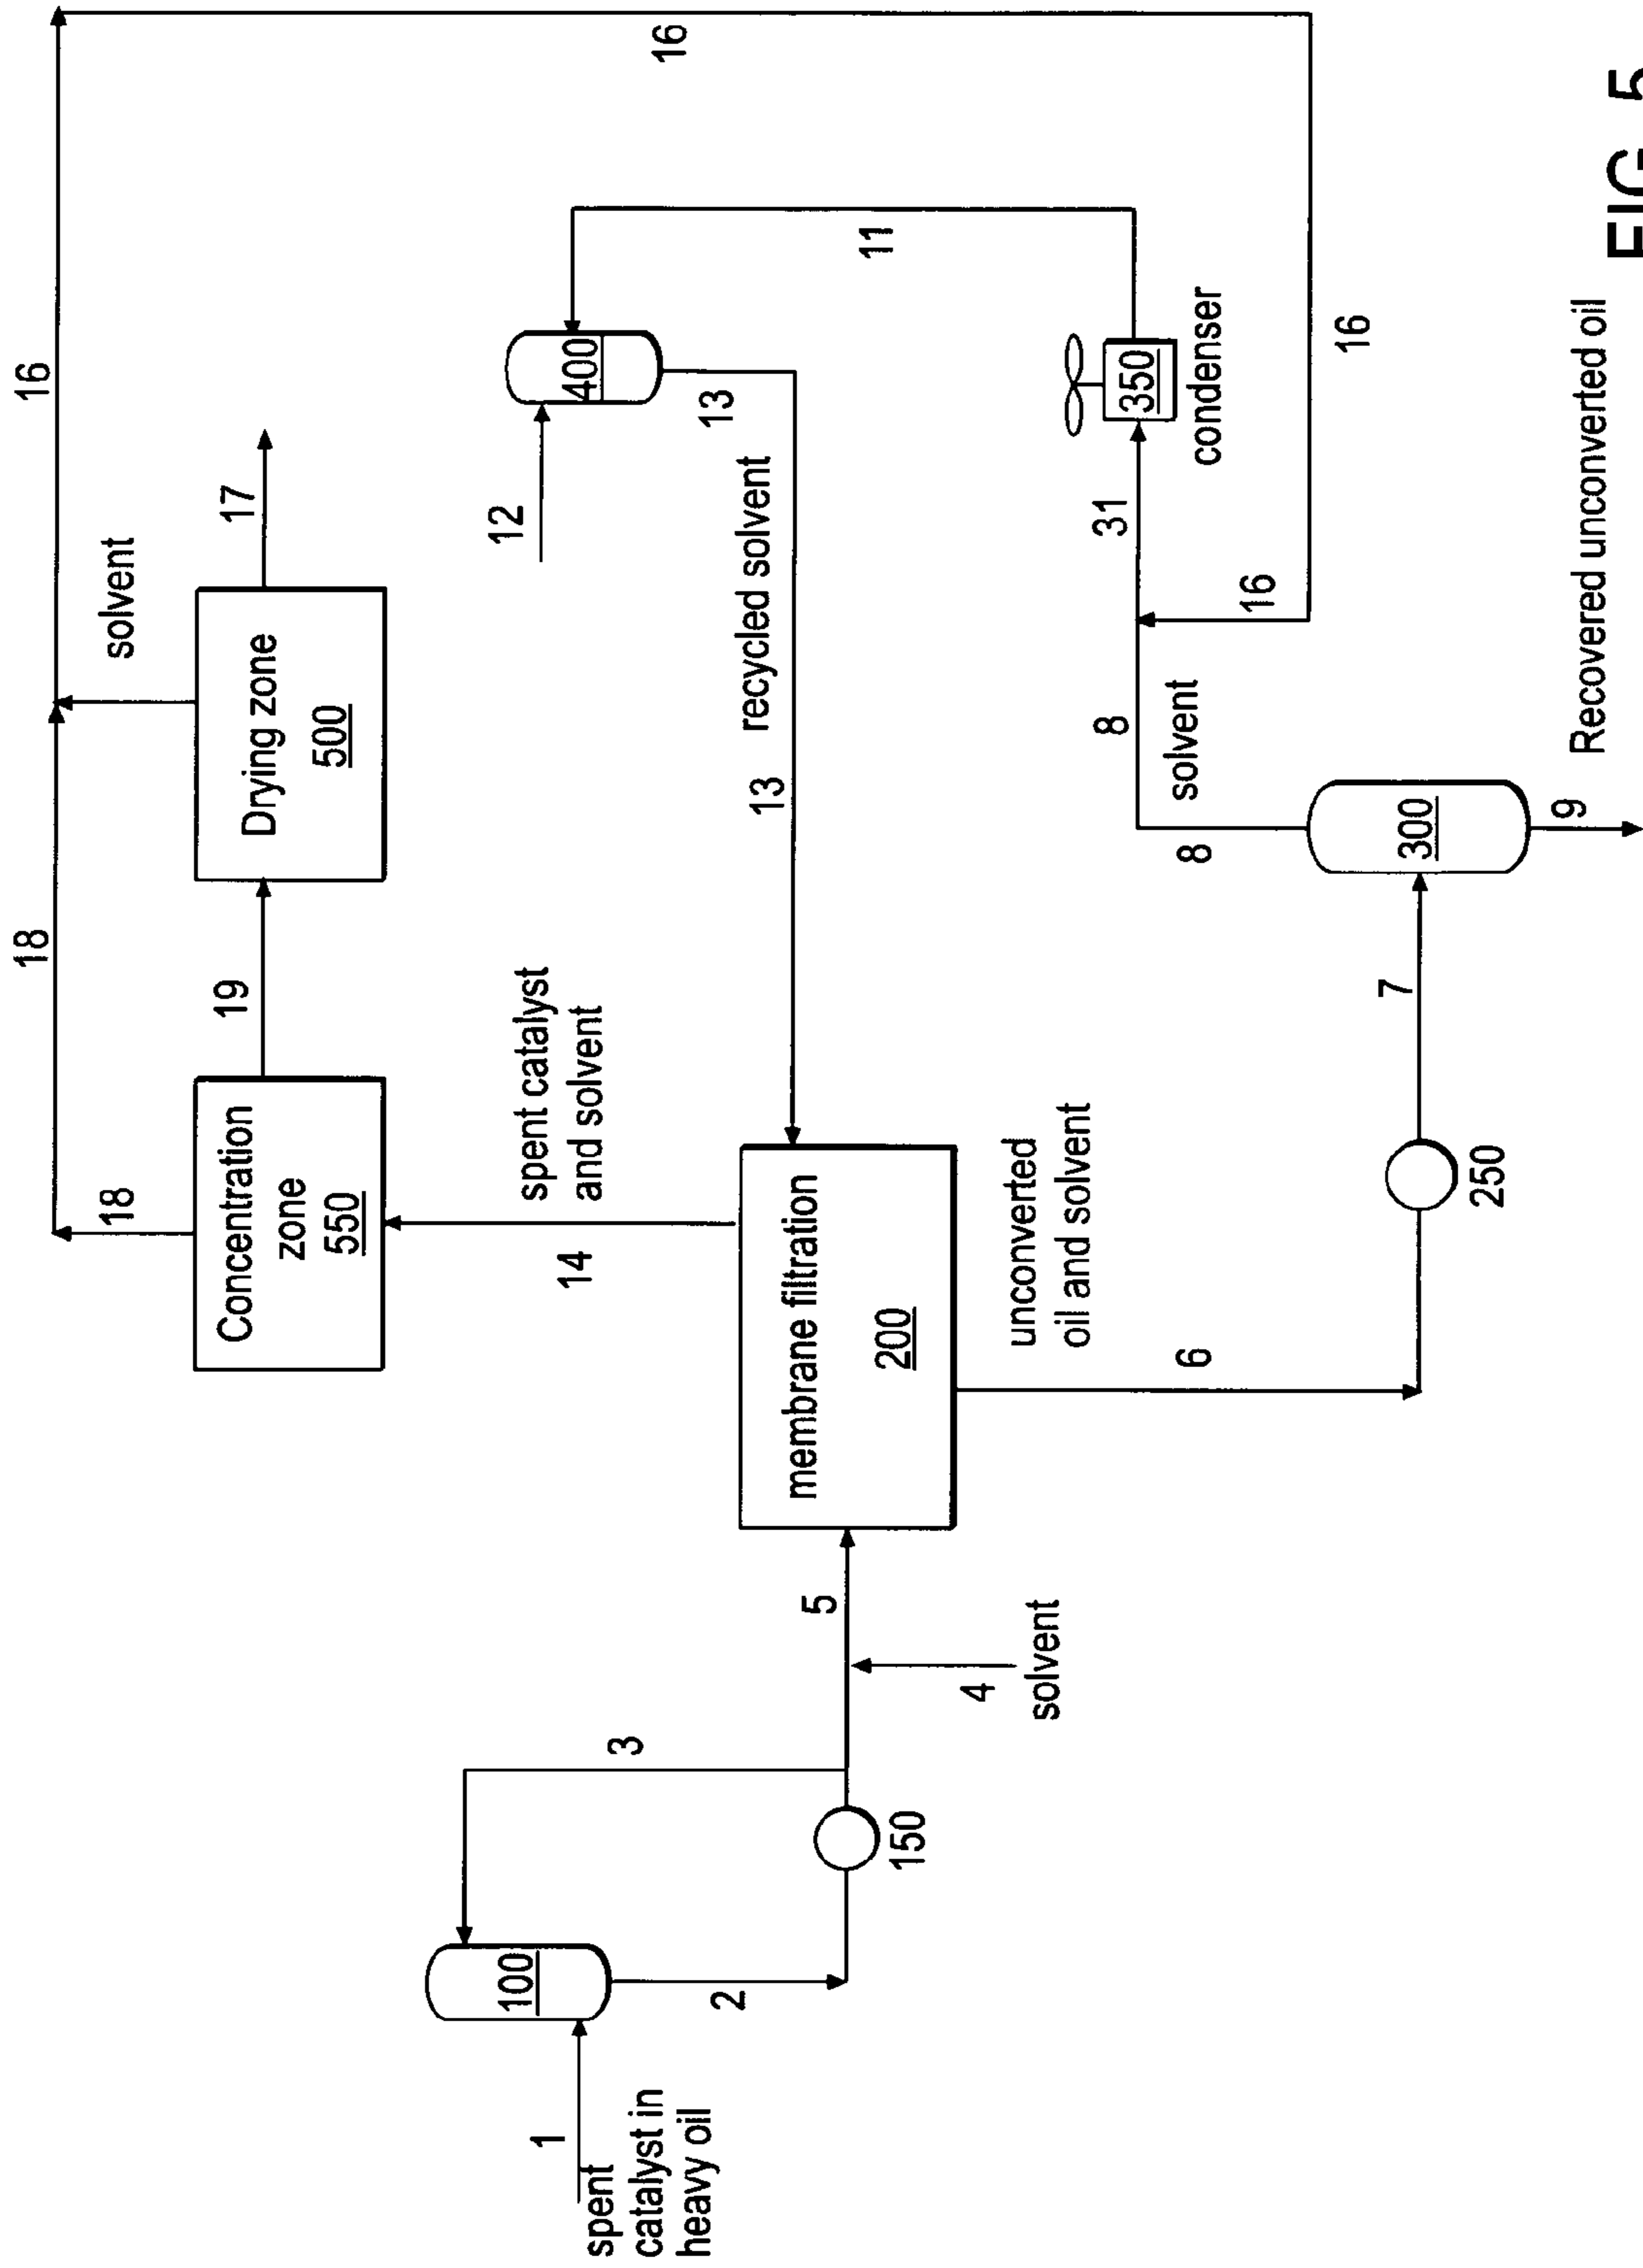 16
18
16
18
Concentration
zone
550
19
Drying zone
500
solvent
17
16
spent catalyst
and solvent
14
12
400
13
recycled solvent
13
11
1
spent
catalyst in
heavy oil
100
2
3
150
4
solvent
5
membrane filtration
200
unconverted
oil and solvent
6
250
7
300
8
8
solvent
31
350
condenser
16
16
9
Recovered unconverted oil
FIG. 5